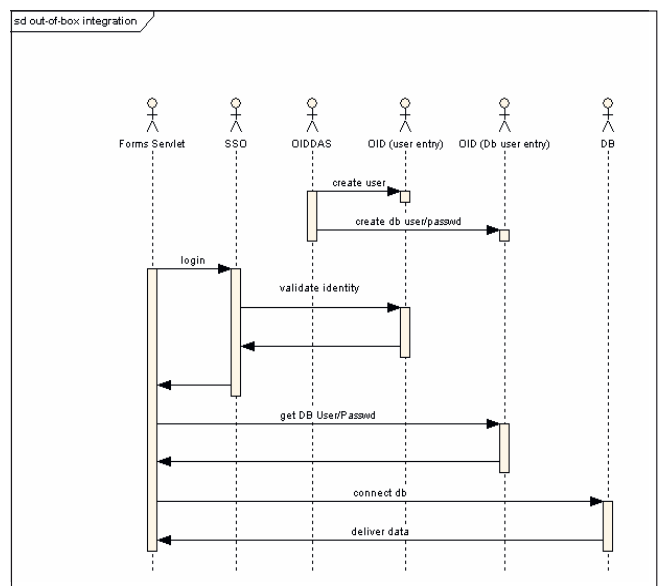 sd out-of-box integration
Forms Servlet
SSO
OIDDAS
OID (user entry)
OID (Db user entry)
DB
create user
create db user/passwd
login
validate identity
get DB User/Passwd
connect db
deliver data